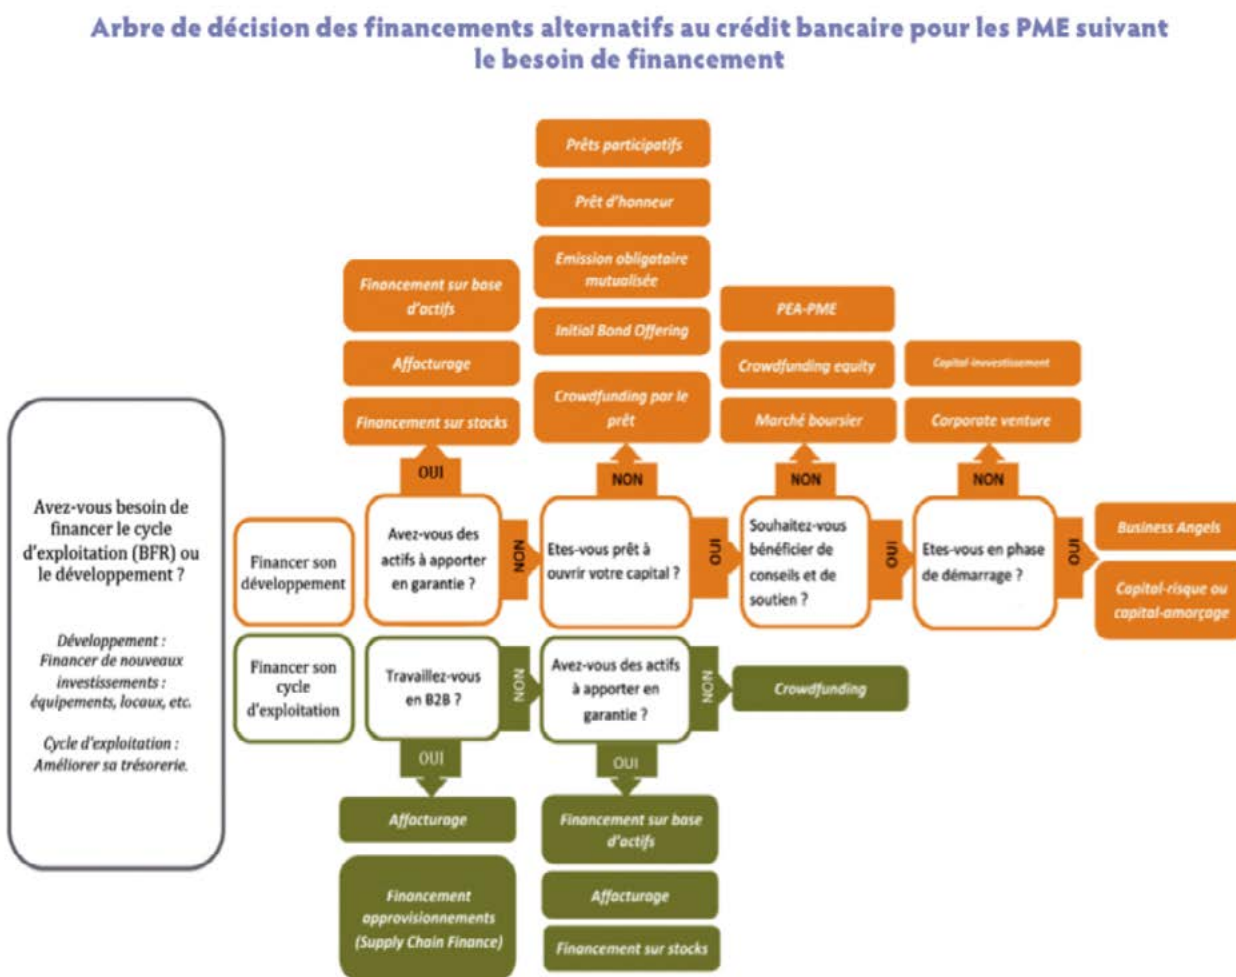 Arbre de décision des financements alternatifs au crédit bancaire pour les PME suivant
le besoin de financement
Prêts participatifs
Prêt d'honneur
Emission obligataire
mutualisée
Initial Bond Offering
Crowdfunding par le
prêt
Financement sur base
d'actifs
Affacturage
Financement sur stocks
PEA-PME
Crowdfunding equity
Marché boursier
Capital-invvestissement
Corporate venture
OUI
NON
NON
NON
Avez-vous besoin de
financer le cycle
d'exploitation (BFR) ou
le développement ?
Développement :
Financer de nouveaux
investissements :
équipements, locaux, etc.
Cycle d'exploitation :
Améliorer sa trésorerie.
Financer son
développement
Avez-vous des
actifs à apporter
en garantie ?
NON
Etes-vous prêt à
ouvrir votre capital ?
OUI
Souhaitez-vous
bénéficier de
conseils et de
soutien ?
OUI
Etes-vous en phase
de démarrage ?
OUI
Business Angels
Capital-risque ou
capital-amorçage
Financer son
cycle
d'exploitation
Travaillez-vous
en B2B ?
NON
Avez-vous des actifs
à apporter en
garantie ?
NON
Crowdfunding
OUI
OUI
Affacturage
Financement
approvisionnements
(Supply Chain Finance)
Financement sur base
d'actifs
Affacturage
Financement sur stocks